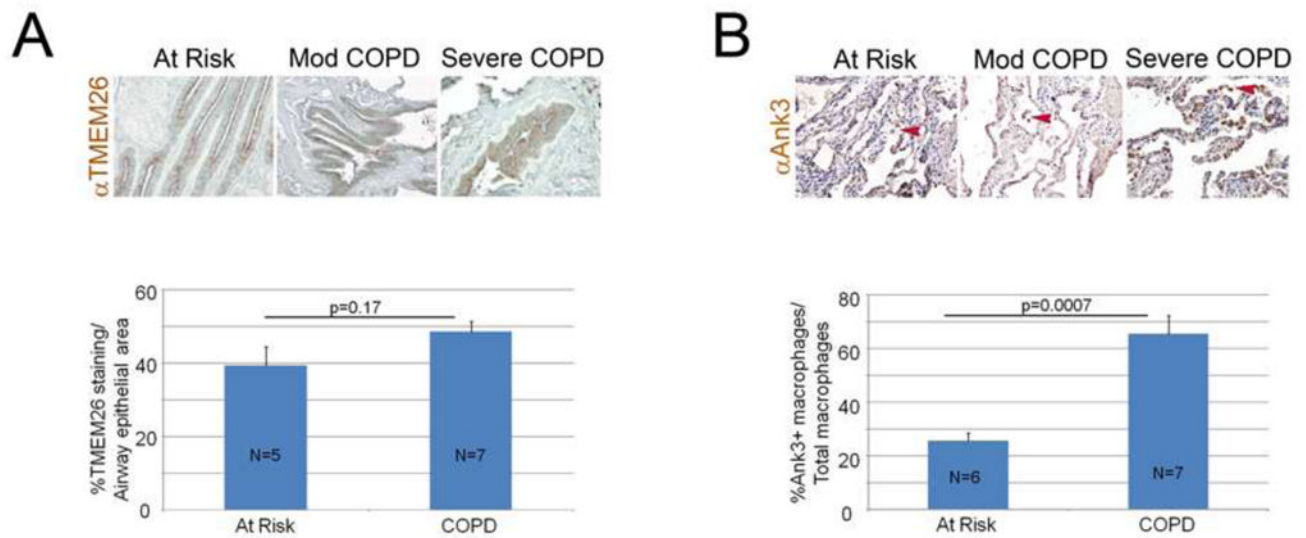 A
At Risk
Mod COPD
Severe COPD
αTMEM26
60
40
20
0
%TMEM26 staining/
Airway epithelial area
p=0.17
N=5
N=7
At Risk
COPD
B
At Risk
Mod COPD
Severe COPD
αAnk3
80
60
40
20
0
%Ank3+ macrophages/
Total macrophages
p=0.0007
N=6
N=7
At Risk
COPD